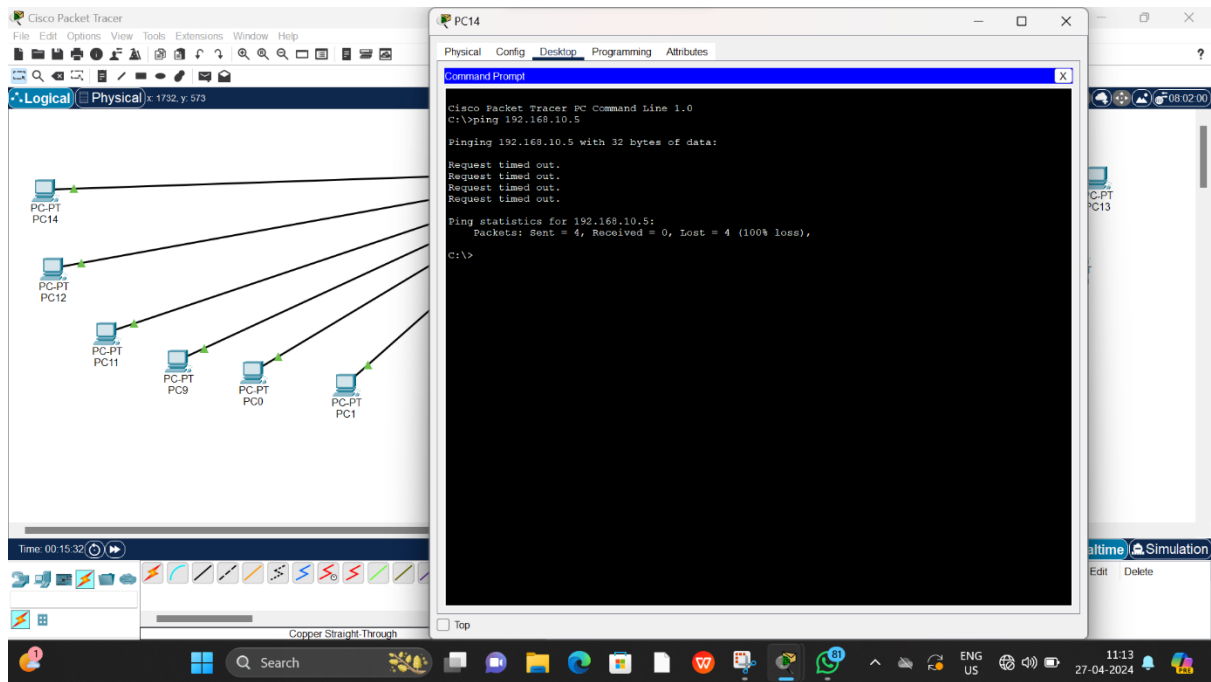 Cisco Packet Tracer
File Edit Options View Tools Extensions Window Help
Logical Physical x: 1732, y: 573
08:02:00
PC14
Physical Config Desktop Programming Attributes
?
Command Prompt
X
Cisco Packet Tracer PC Command Line 1.0
C:\>ping 192.168.10.5
Pinging 192.168.10.5 with 32 bytes of data:
Request timed out.
Request timed out.
Request timed out.
Request timed out.
Ping statistics for 192.168.10.5:
Packets: Sent = 4, Received = 0, Lost = 4 (100% loss),
C:\>
Top
PC-PT
PC14
PC-PT
PC12
PC-PT
PC11
PC-PT
PC9
PC-PT
PC0
PC-PT
PC1
C-PT
PC13
Time: 00:15:32
altime Simulation
Edit Delete
Copper Straight-Through
1
Search
81
ENG
US
11:13
27-04-2024
PRE